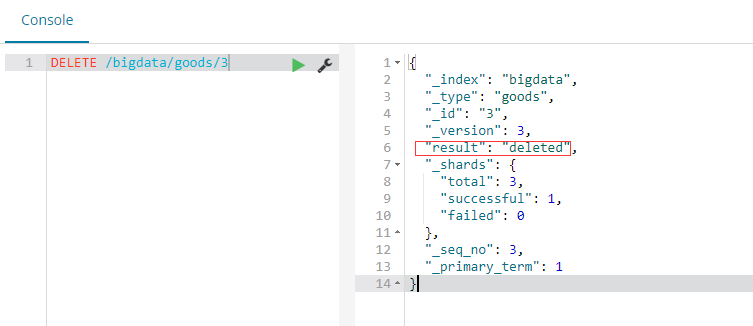 Console
1 DELETE /bigdata/goods/3
1 {
2 "_index": "bigdata",
3 "_type": "goods",
4 "_id": "3",
5 "_version": 3,
6 "result": "deleted",
7 "_shards": {
8 "total": 3,
9 "successful": 1,
10 "failed": 0
11 },
12 "_seq_no": 3,
13 "_primary_term": 1
14 }